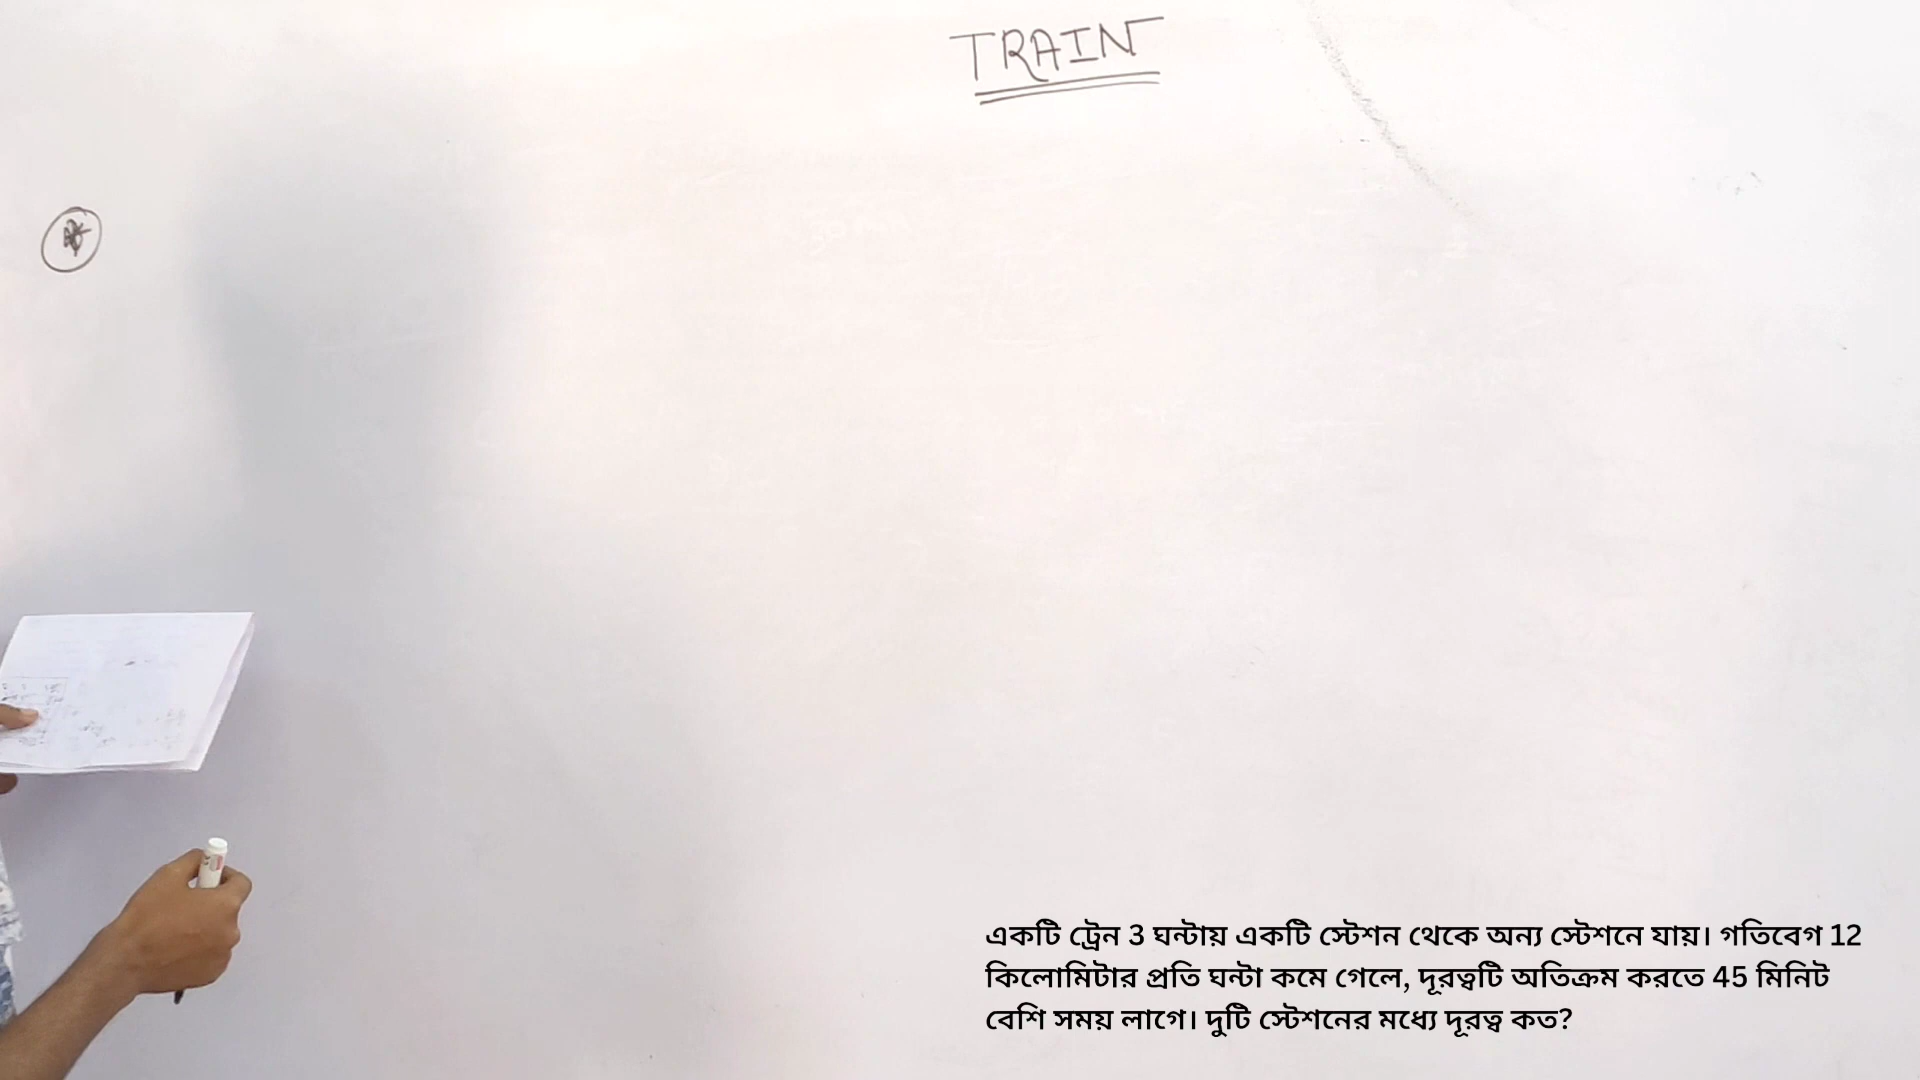 TRAIN
একটি ট্রেন 3 ঘন্টায় একটি স্টেশন থেকে অন্য স্টেশনে যায়। গতিবেগ 12
কিলোমিটার প্রতি ঘন্টা কমে গেলে, দূরত্বটি অতিক্রম করতে 45 মিনিট
বেশি সময় লাগে। দুটি স্টেশনের মধ্যে দূরত্ব কত?